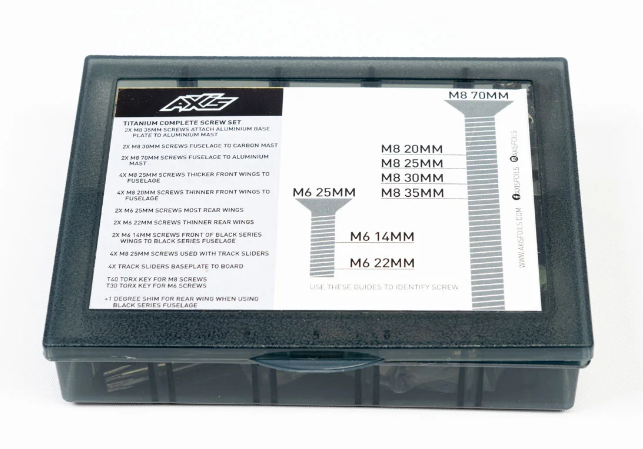 AXIS
TITANIUM COMPLETE SCREW SET
2X M8 35MM SCREWS ATTACH ALUMINIUM BASE
PLATE TO ALUMINIUM MAST
2X M8 30MM SCREWS FUSELAGE TO CARBON MAST
2X M8 70MM SCREWS FUSELAGE TO ALUMINIUM
MAST
4X M8 25MM SCREWS THICKER FRONT WINGS TO
FUSELAGE
4X M8 20MM SCREWS THINNER FRONT WINGS TO
FUSELAGE
2X M6 25MM SCREWS MOST REAR WINGS
2X M6 22MM SCREWS THINNER REAR WINGS
2X M6 14MM SCREWS FRONT OF BLACK SERIES
WINGS TO BLACK SERIES FUSELAGE
4X M8 25MM SCREWS USED WITH TRACK SLIDERS
4X TRACK SLIDERS BASEPLATE TO BOARD
T40 TORX KEY FOR M8 SCREWS
T30 TORX KEY FOR M6 SCREWS
+1 DEGREE SHIM FOR REAR WING WHEN USING
BLACK SERIES FUSELAGE
M8 70MM
M8 20MM
M8 25MM
M8 30MM
M8 35MM
M6 25MM
M6 14MM
M6 22MM
USE THESE GUIDES TO IDENTIFY SCREW
WWW.AXISFOILS.COM AXISFOILS AXISFOILS